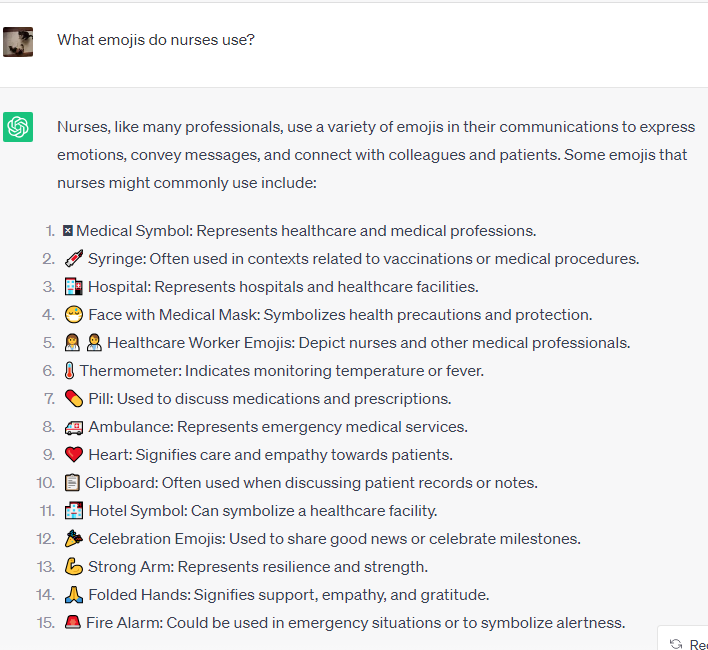 What emojis do nurses use?
Nurses, like many professionals, use a variety of emojis in their communications to express
emotions, convey messages, and connect with colleagues and patients. Some emojis that
nurses might commonly use include:
1. Medical Symbol: Represents healthcare and medical professions.
2. 💉 Syringe: Often used in contexts related to vaccinations or medical procedures.
3. 🏥 Hospital: Represents hospitals and healthcare facilities.
4. 😷 Face with Medical Mask: Symbolizes health precautions and protection.
5. 👩‍⚕️ 👨‍⚕️ Healthcare Worker Emojis: Depict nurses and other medical professionals.
6. 🌡️ Thermometer: Indicates monitoring temperature or fever.
7. 💊 Pill: Used to discuss medications and prescriptions.
8. 🚑 Ambulance: Represents emergency medical services.
9. ❤️ Heart: Signifies care and empathy towards patients.
10. 📋 Clipboard: Often used when discussing patient records or notes.
11. 🏩 Hotel Symbol: Can symbolize a healthcare facility.
12. 🎉 Celebration Emojis: Used to share good news or celebrate milestones.
13. 💪 Strong Arm: Represents resilience and strength.
14. 🙏 Folded Hands: Signifies support, empathy, and gratitude.
15. 🚨 Fire Alarm: Could be used in emergency situations or to symbolize alertness.